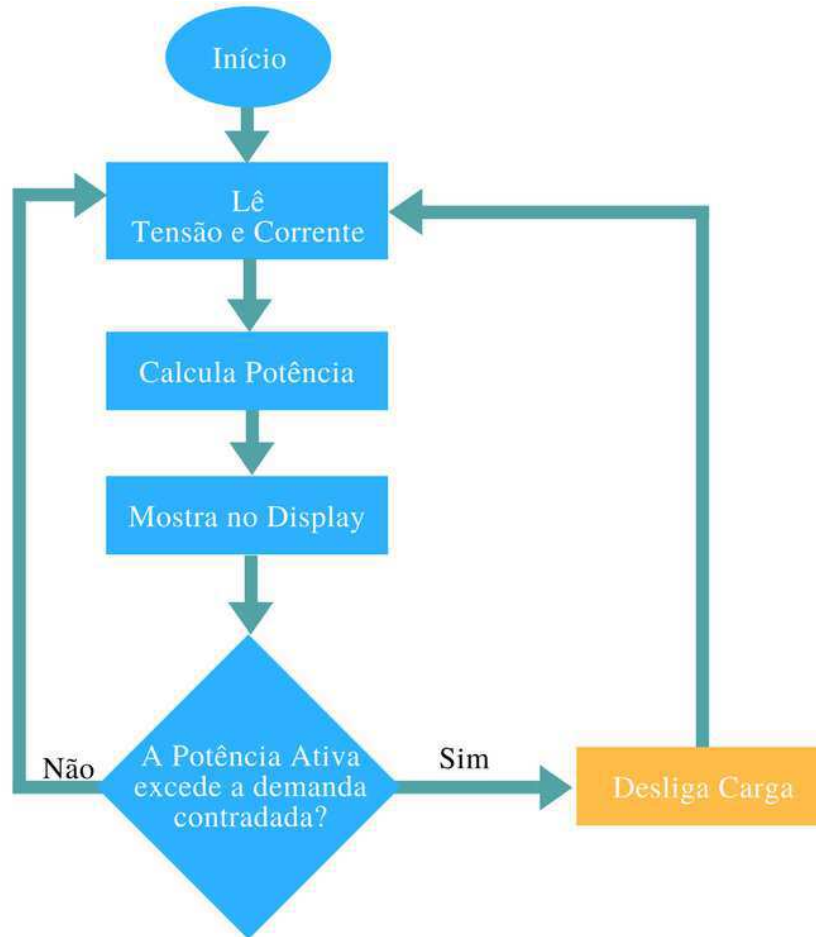 Início
Lê
Tensão e Corrente
Calcula Potência
Mostra no Display
A Potência Ativa
excede a demanda
contradada?
Não
Sim
Desliga Carga